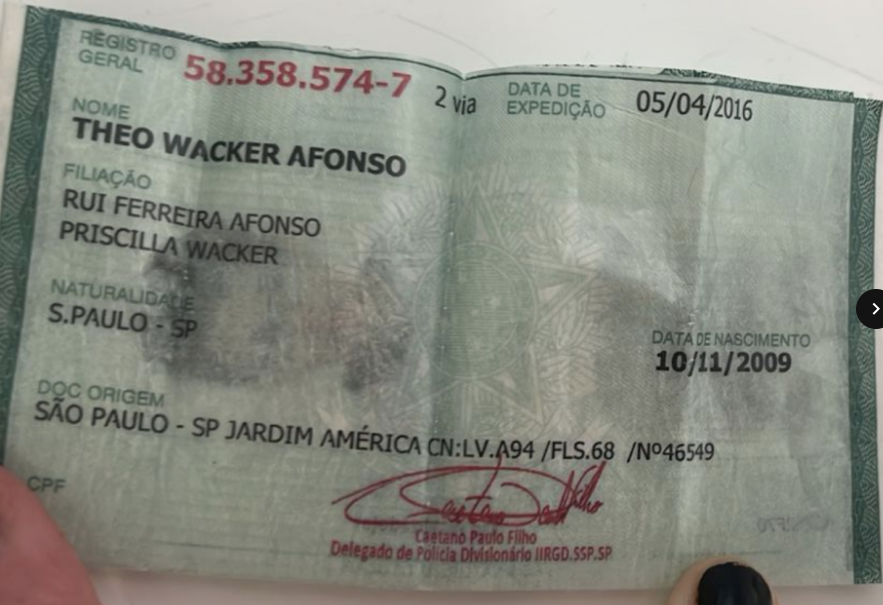 REGISTRO GERAL 58.358.574-7 2 via DATA DE EXPEDIÇÃO 05/04/2016
NOME
THEO WACKER AFONSO
FILIAÇÃO
RUI FERREIRA AFONSO
PRISCILLA WACKER
NATURALIDADE
S.PAULO - SP
DATA DE NASCIMENTO
10/11/2009
DOC ORIGEM
SÃO PAULO - SP JARDIM AMÉRICA CN:LV.A94 /FLS.68 /Nº46549
CPF
Caetano Paulo Filho
Delegado de Polícia Divisionário IIRGD.SSP.SP